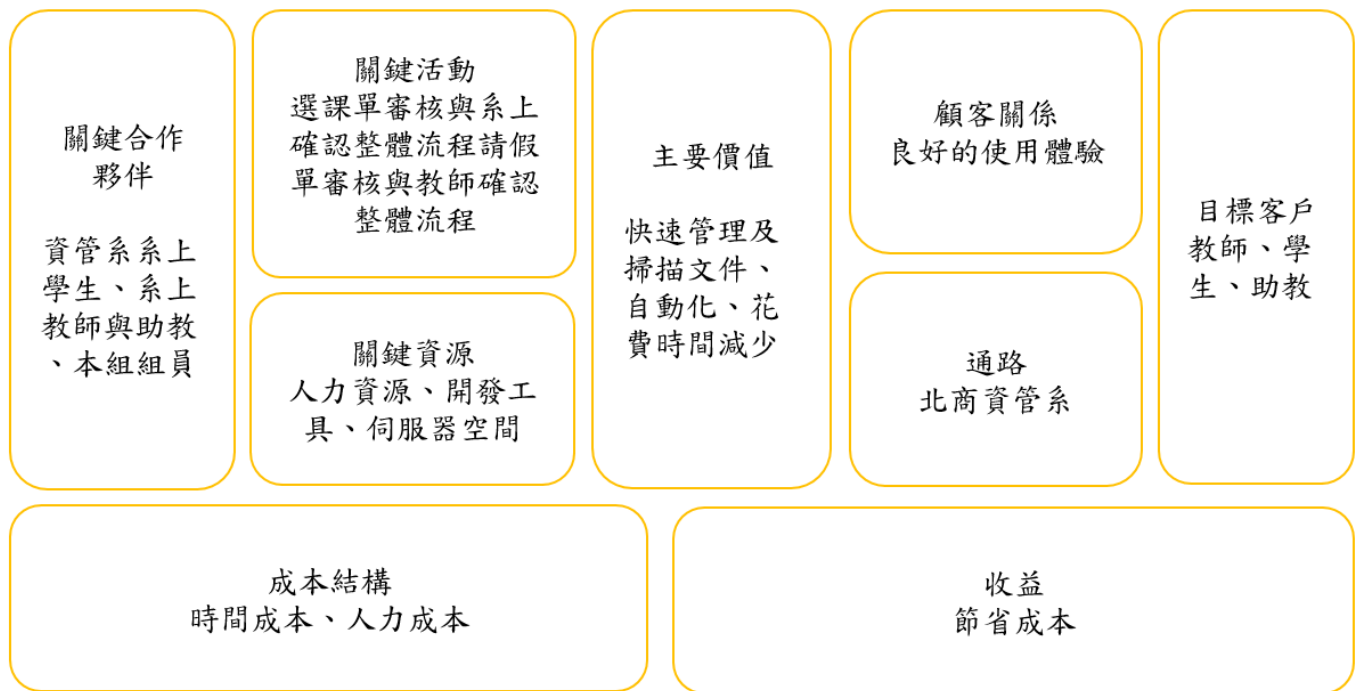 關鍵合作
夥伴
資管系系上
學生、系上
教師與助教
、本組組員
關鍵活動
選課單審核與系上
確認整體流程請假
單審核與教師確認
整體流程
關鍵資源
人力資源、開發工
具、伺服器空間
主要價值
快速管理及
掃描文件、
自動化、花
費時間減少
顧客關係
良好的使用體驗
通路
北商資管系
目標客戶
教師、學
生、助教
成本結構
時間成本、人力成本
收益
節省成本